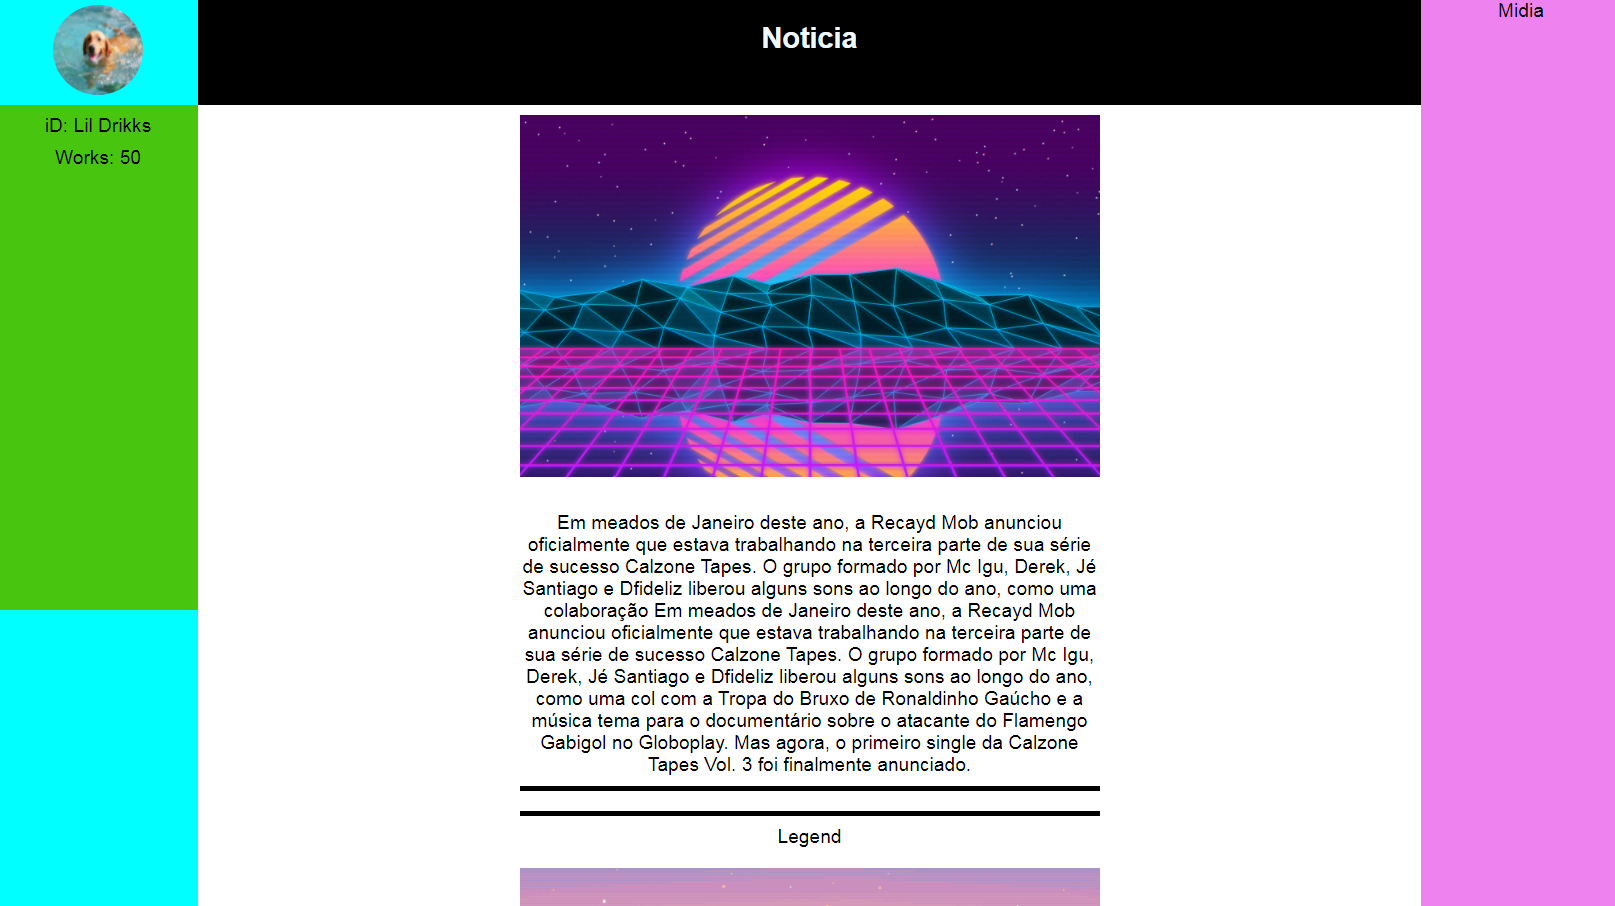 Noticia
Midia
iD: Lil Drikks
Works: 50
Em meados de Janeiro deste ano, a Recayd Mob anunciou
oficialmente que estava trabalhando na terceira parte de sua série
de sucesso Calzone Tapes. O grupo formado por Mc Igu, Derek, Jé
Santiago e Dfideliz liberou alguns sons ao longo do ano, como uma
colaboração Em meados de Janeiro deste ano, a Recayd Mob
anunciou oficialmente que estava trabalhando na terceira parte de
sua série de sucesso Calzone Tapes. O grupo formado por Mc Igu,
Derek, Jé Santiago e Dfideliz liberou alguns sons ao longo do ano,
como uma col com a Tropa do Bruxo de Ronaldinho Gaúcho e a
música tema para o documentário sobre o atacante do Flamengo
Gabigol no Globoplay. Mas agora, o primeiro single da Calzone
Tapes Vol. 3 foi finalmente anunciado.
Legend